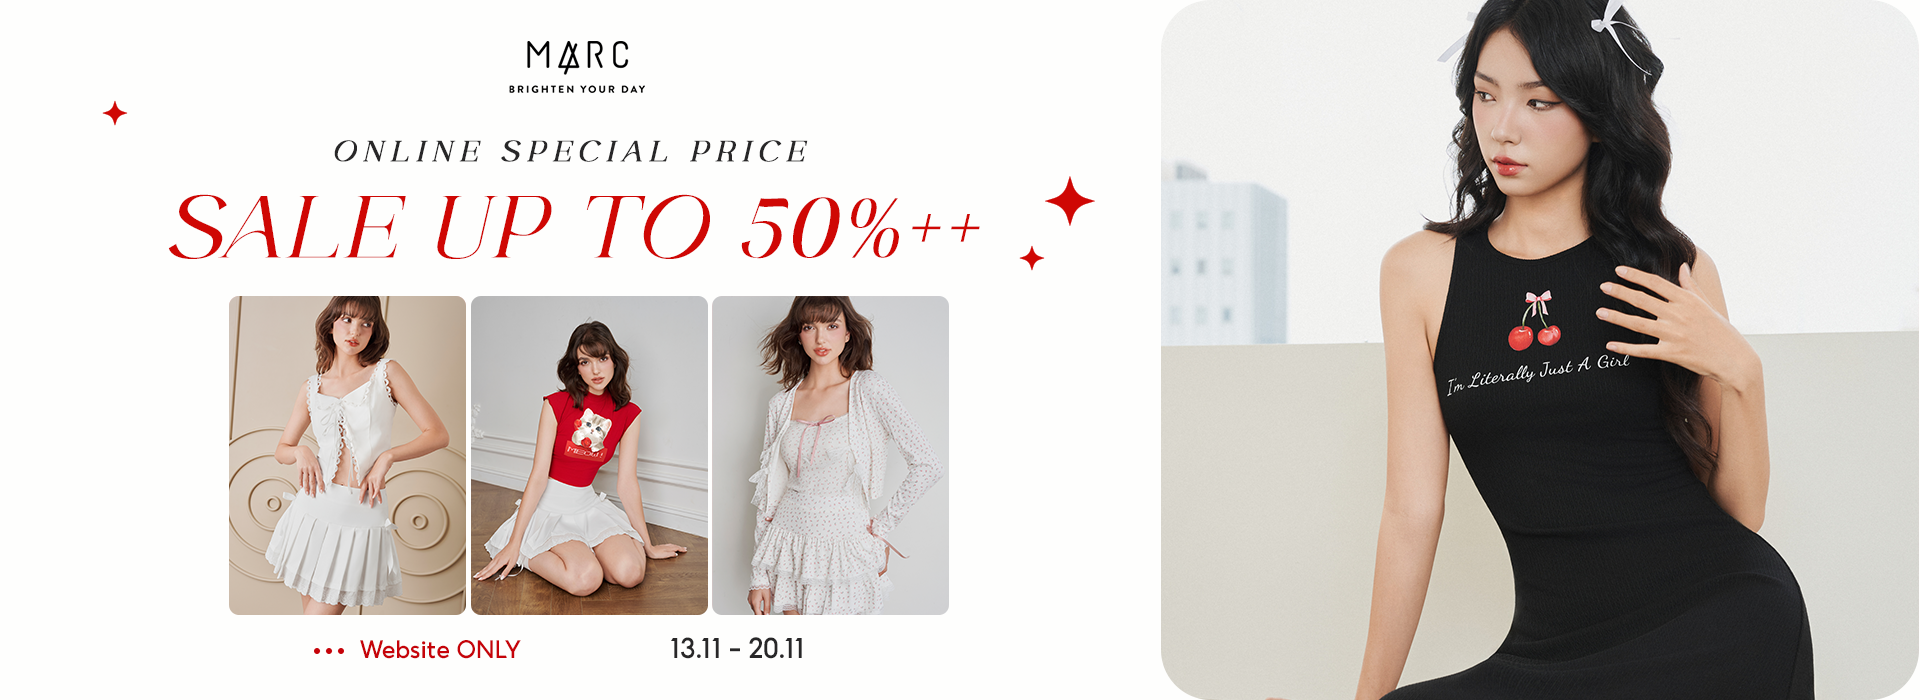 MARC
BRIGHTEN YOUR DAY
ONLINE SPECIAL PRICE
SALE UP TO 50%++
MEOW!
I'm Literally Just A Girl
••• Website ONLY
13.11 - 20.11